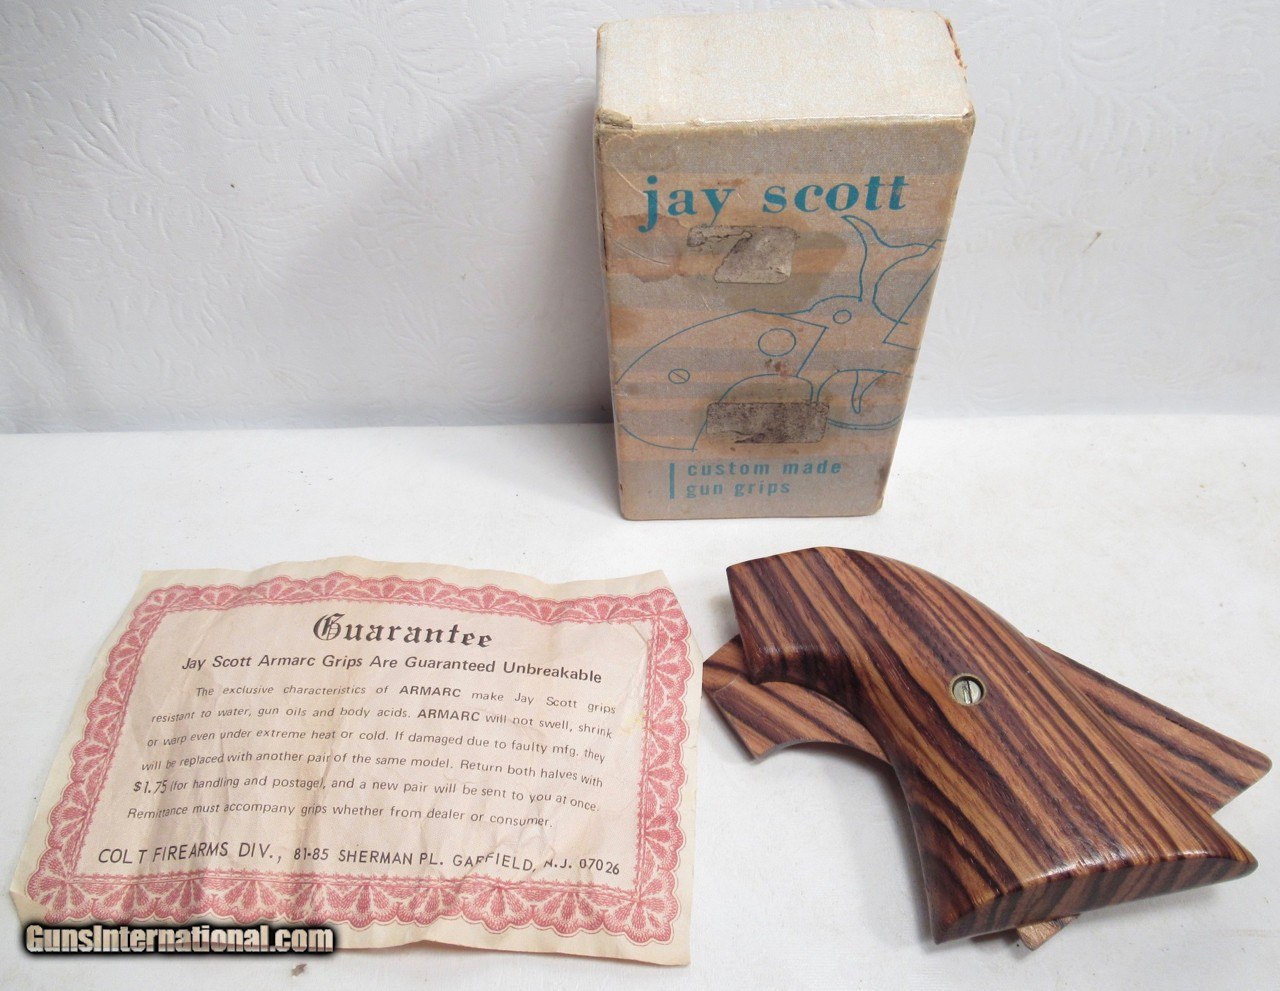 jay scott
custom made
gun grips
Guarantee
Jay Scott Armarc Grips Are Guaranteed Unbreakable
The exclusive characteristics of ARMARC make Jay Scott grips
resistant to water, gun oils and body acids. ARMARC will not swell, shrink
or warp even under extreme heat or cold. If damaged due to faulty mfg. they
will be replaced with another pair of the same model. Return both halves with
$1.75 (for handling and postage), and a new pair will be sent to you at once.
Remittance must accompany grips whether from dealer or consumer.
COLT FIREARMS DIV., 81-85 SHERMAN PL. GARFIELD, N.J. 07026
GunsInternational.com